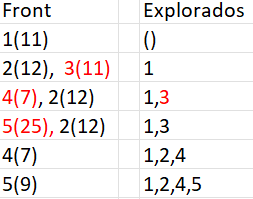 Front Explorados
1(11) ()
2(12), 3(11) 1
4(7), 2(12) 1,3
5(25), 2(12) 1,3
4(7) 1,2,4
5(9) 1,2,4,5